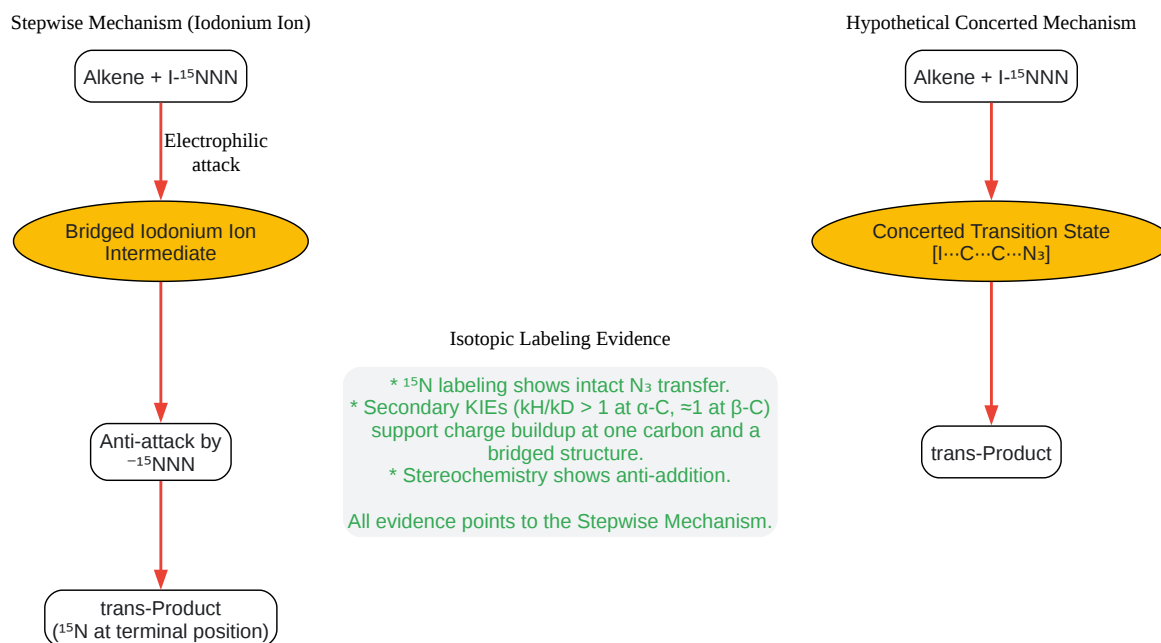 Stepwise Mechanism (Iodonium Ion)
Alkene + I-¹⁵NNN
Electrophilic
attack
Bridged Iodonium Ion
Intermediate
Anti-attack by
⁻¹⁵NNN
trans-Product
(¹⁵N at terminal position)
Isotopic Labeling Evidence
* ¹⁵N labeling shows intact N₃ transfer.
* Secondary KIEs (kH/kD > 1 at α-C, ≈1 at β-C)
support charge buildup at one carbon and a
bridged structure.
* Stereochemistry shows anti-addition.
All evidence points to the Stepwise Mechanism.
Hypothetical Concerted Mechanism
Alkene + I-¹⁵NNN
Concerted Transition State
[I···C···C···N₃]
trans-Product